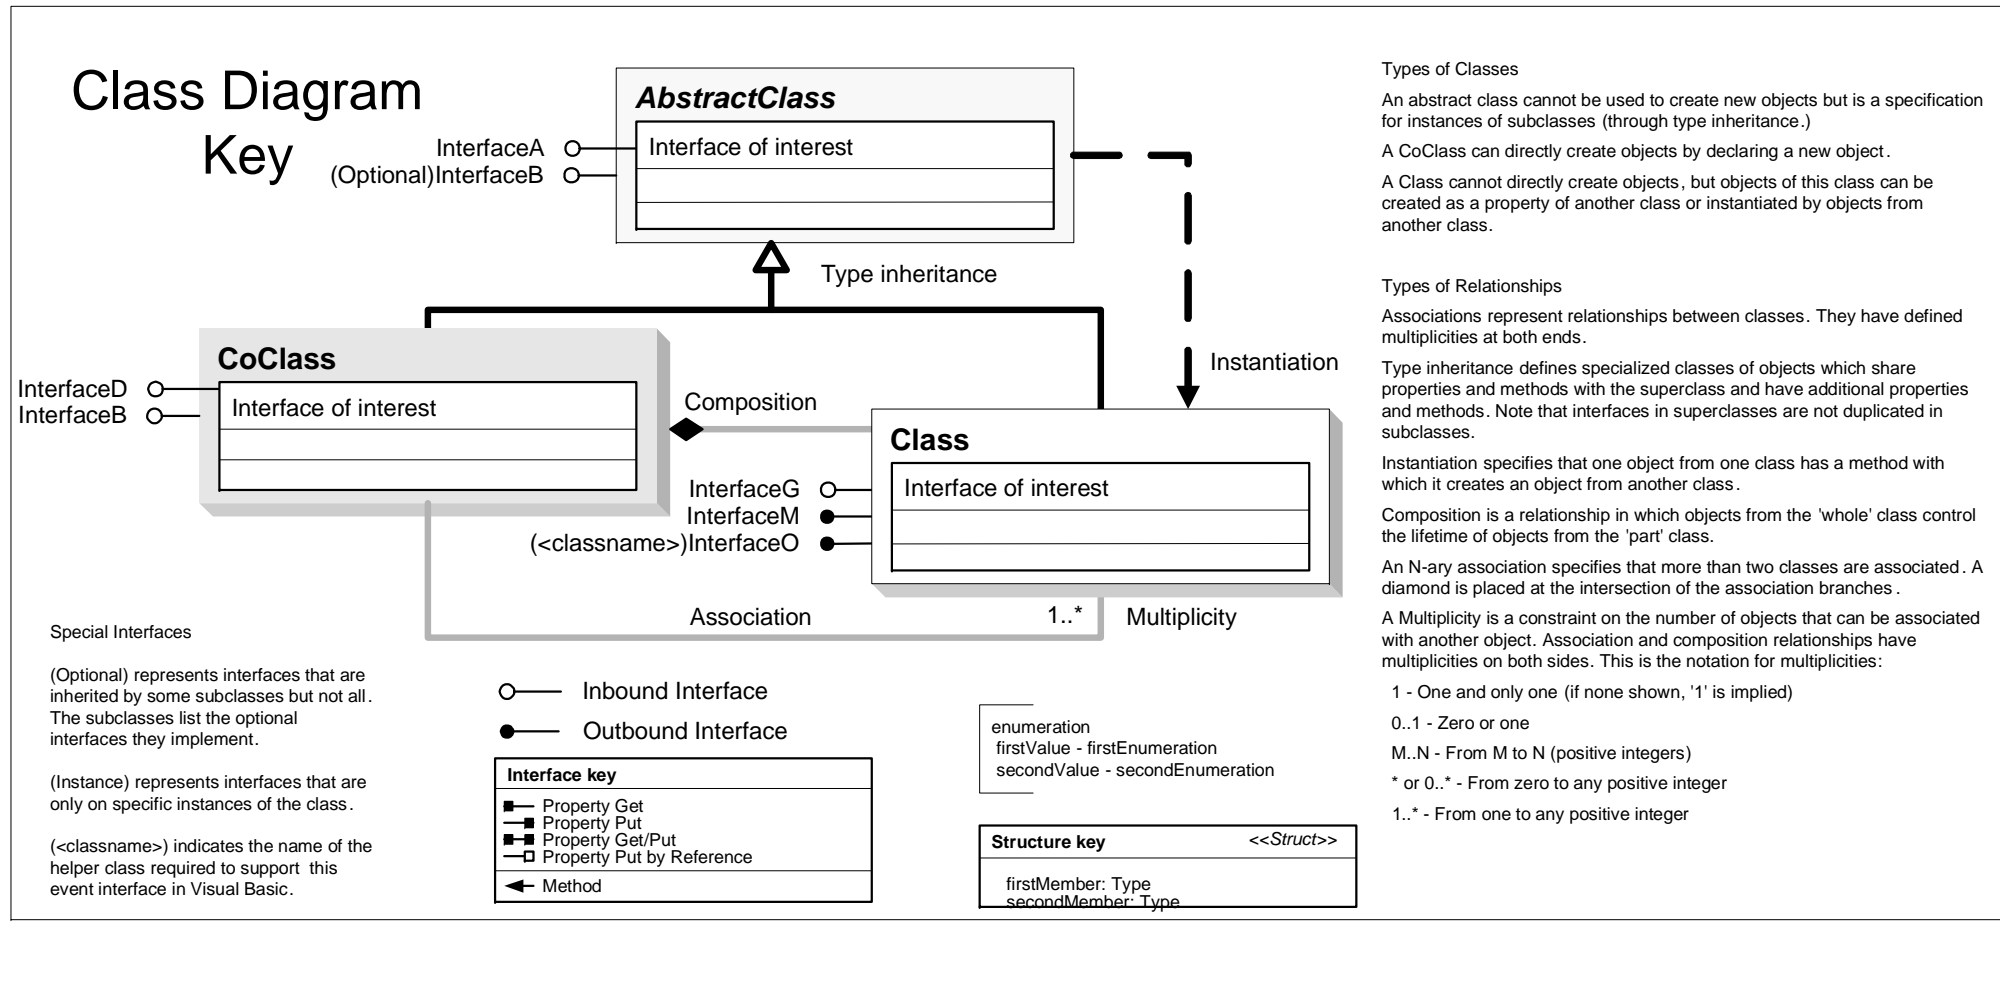 Class Diagram
Key
AbstractClass
Interface of interest
InterfaceA
(Optional)InterfaceB
Type inheritance
Instantiation
CoClass
Interface of interest
InterfaceD
InterfaceB
Composition
Class
Interface of interest
InterfaceG
InterfaceM
(<classname>)InterfaceO
Association
1..*
Multiplicity
Special Interfaces
(Optional) represents interfaces that are
inherited by some subclasses but not all.
The subclasses list the optional
interfaces they implement.
(Instance) represents interfaces that are
only on specific instances of the class.
(<classname>) indicates the name of the
helper class required to support this
event interface in Visual Basic.
Inbound Interface
Outbound Interface
Interface key
Property Get
Property Put
Property Get/Put
Property Put by Reference
Method
enumeration
firstValue - firstEnumeration
secondValue - secondEnumeration
Structure key
<<Struct>>
firstMember: Type
secondMember: Type
Types of Classes
An abstract class cannot be used to create new objects but is a specification
for instances of subclasses (through type inheritance.)
A CoClass can directly create objects by declaring a new object.
A Class cannot directly create objects, but objects of this class can be
created as a property of another class or instantiated by objects from
another class.
Types of Relationships
Associations represent relationships between classes. They have defined
multiplicities at both ends.
Type inheritance defines specialized classes of objects which share
properties and methods with the superclass and have additional properties
and methods. Note that interfaces in superclasses are not duplicated in
subclasses.
Instantiation specifies that one object from one class has a method with
which it creates an object from another class.
Composition is a relationship in which objects from the 'whole' class control
the lifetime of objects from the 'part' class.
An N-ary association specifies that more than two classes are associated. A
diamond is placed at the intersection of the association branches.
A Multiplicity is a constraint on the number of objects that can be associated
with another object. Association and composition relationships have
multiplicities on both sides. This is the notation for multiplicities:
1 - One and only one (if none shown, '1' is implied)
0..1 - Zero or one
M..N - From M to N (positive integers)
* or 0..* - From zero to any positive integer
1..* - From one to any positive integer